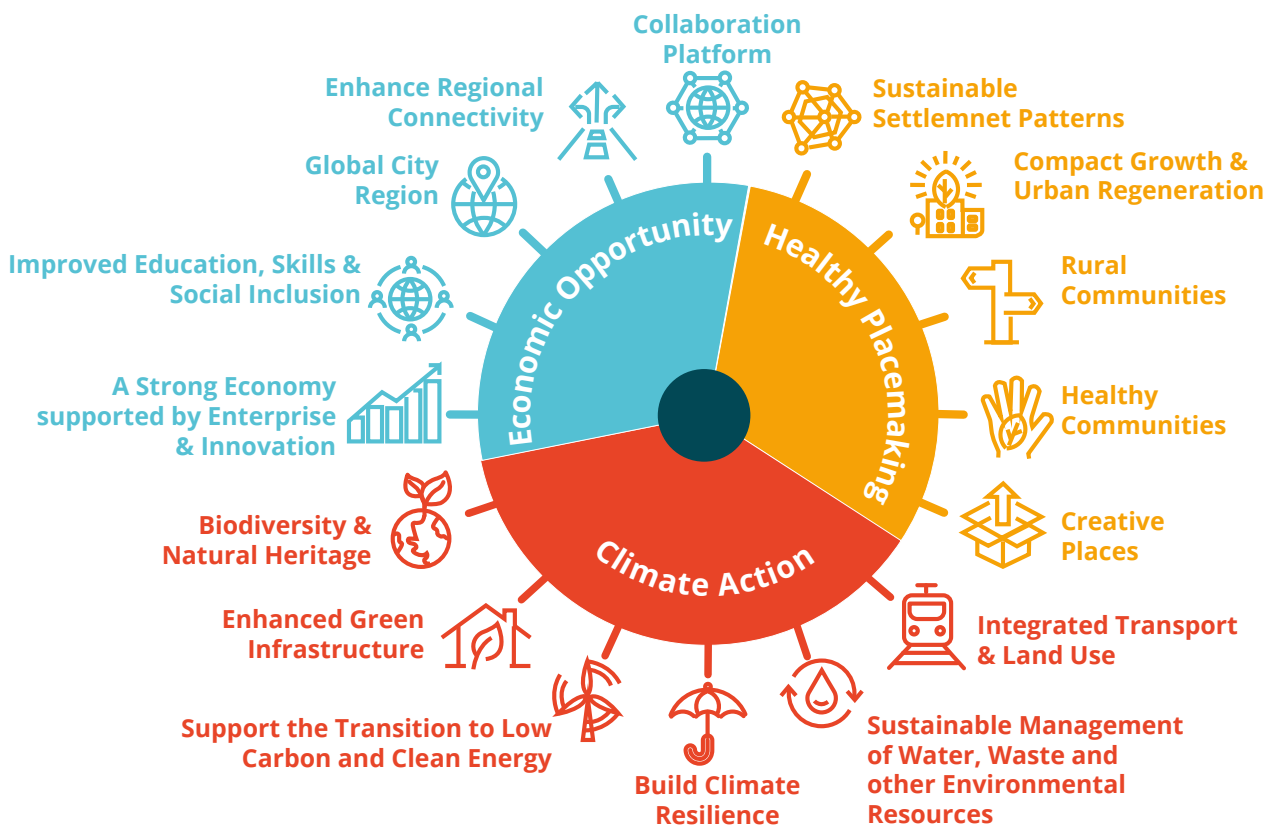 Collaboration
Platform
Sustainable
Settlemnet Patterns
Compact Growth &
Urban Regeneration
Rural
Communities
Healthy
Communities
Creative
Places
Integrated Transport
& Land Use
Sustainable Management
of Water, Waste and
other Environmental
Resources
Build Climate
Resilience
Support the Transition to Low
Carbon and Clean Energy
Enhanced Green
Infrastructure
Biodiversity &
Natural Heritage
A Strong Economy
supported by Enterprise
& Innovation
Improved Education, Skills &
Social Inclusion
Global City
Region
Enhance Regional
Connectivity
Economic Opportunity
Healthy Placemaking
Climate Action